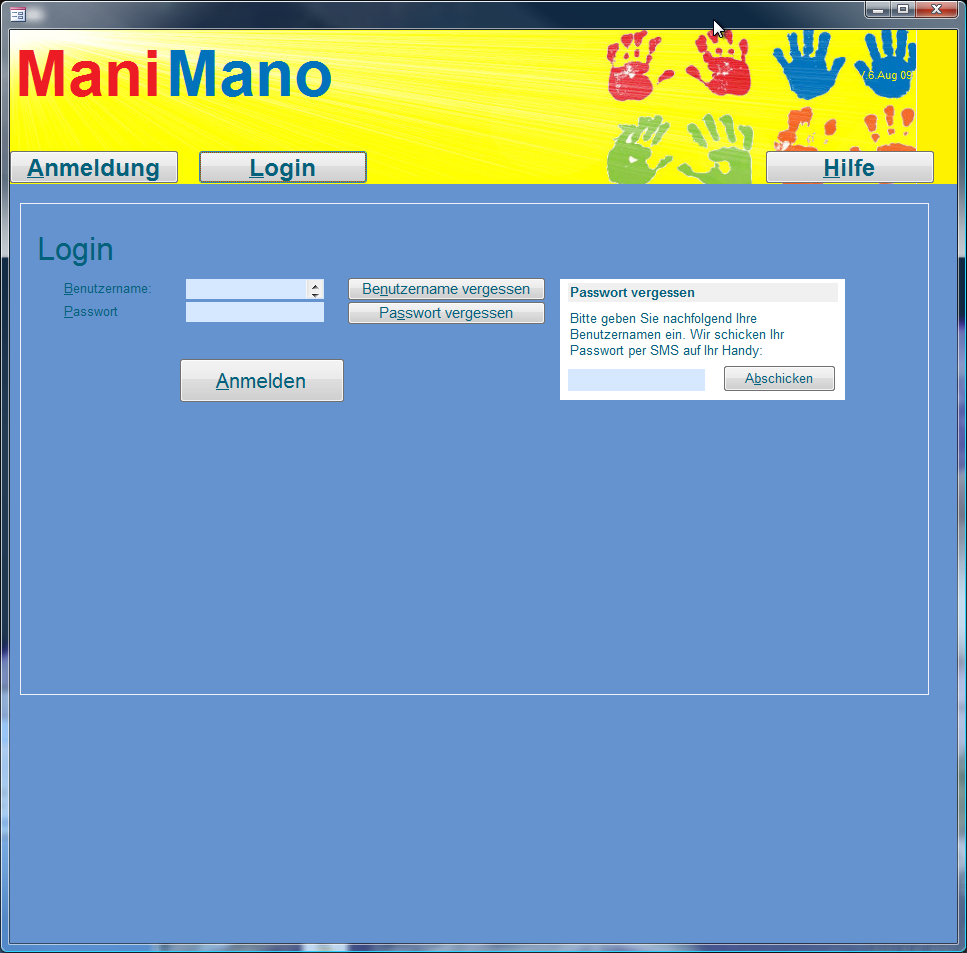 ManiMano
V.6.Aug 09
Anmeldung
Login
Hilfe
Login
Benutzername:
Benutzername vergessen
Passwort
Passwort vergessen
Anmelden
Passwort vergessen
Bitte geben Sie nachfolgend Ihre
Benutzernamen ein. Wir schicken Ihr
Passwort per SMS auf Ihr Handy:
Abschicken